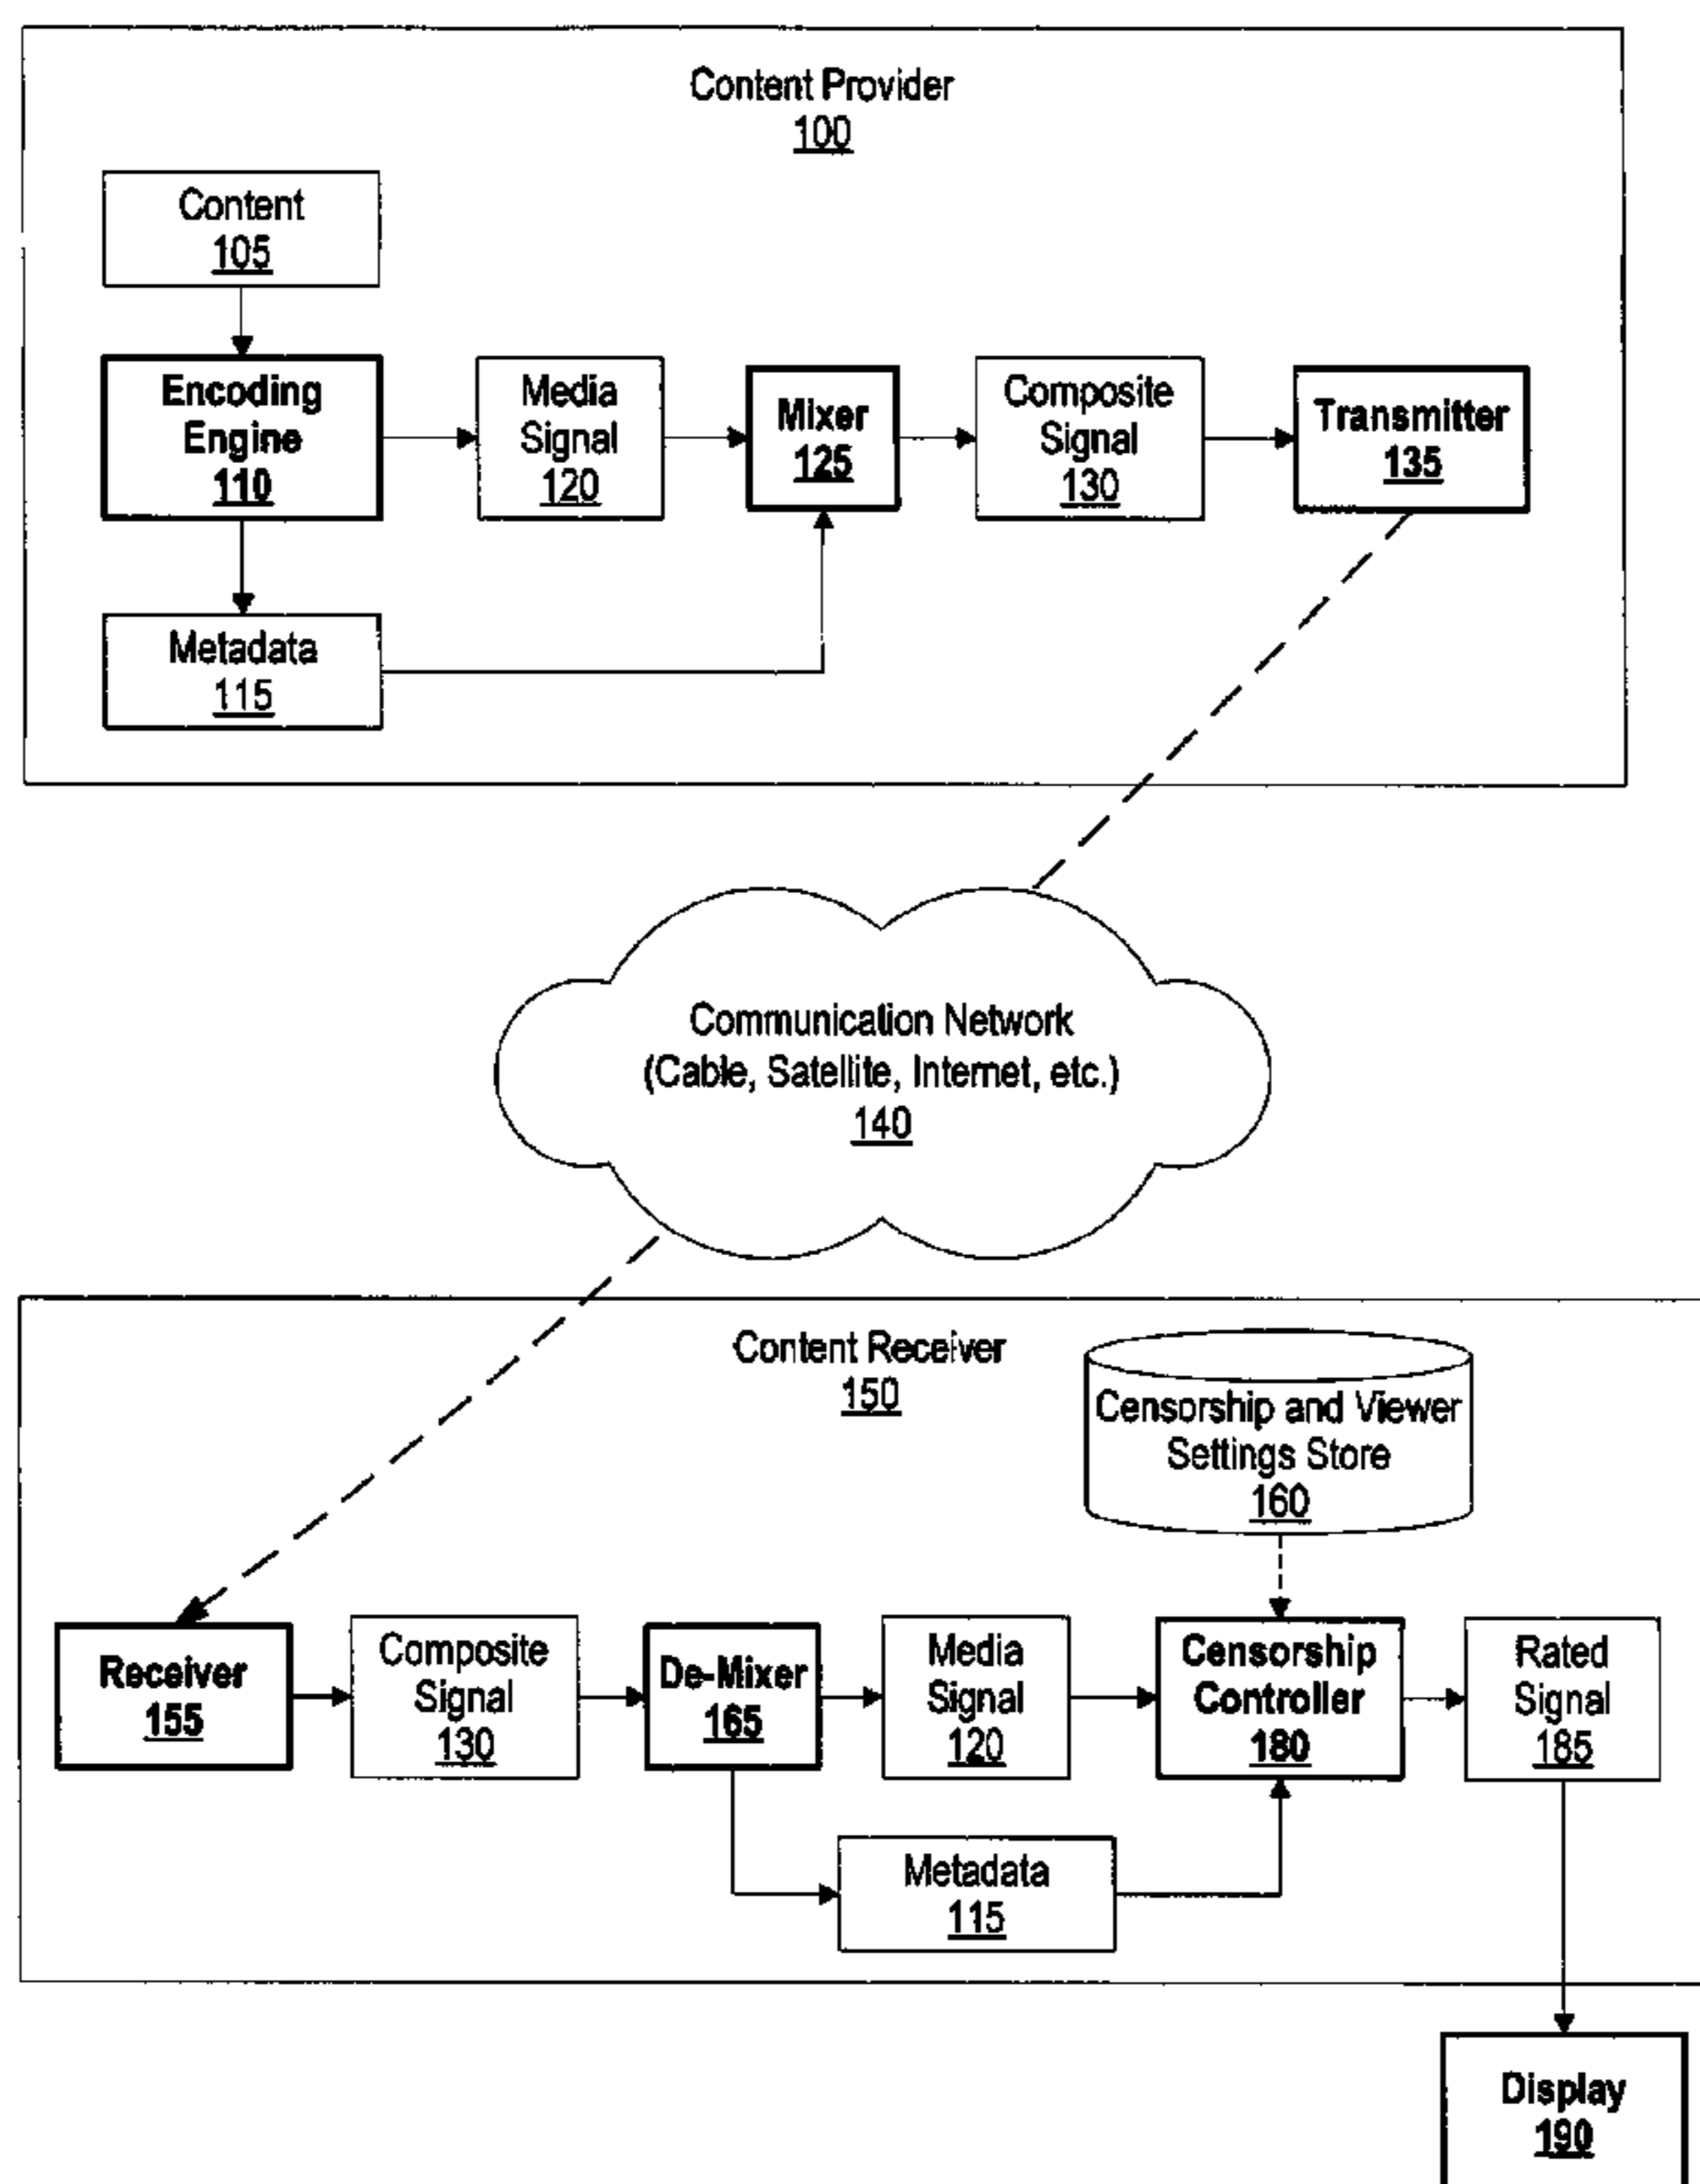 Content Provider
100
Content
105
Encoding
Engine
110
Media
Signal
120
Mixer
125
Composite
Signal
130
Transmitter
135
Metadata
115
Communication Network
(Cable, Satellite, Internet, etc.)
140
Content Receiver
150
Censorship and Viewer
Settings Store
160
Receiver
155
Composite
Signal
130
De-Mixer
165
Media
Signal
120
Censorship
Controller
180
Rated
Signal
185
Metadata
115
Display
190